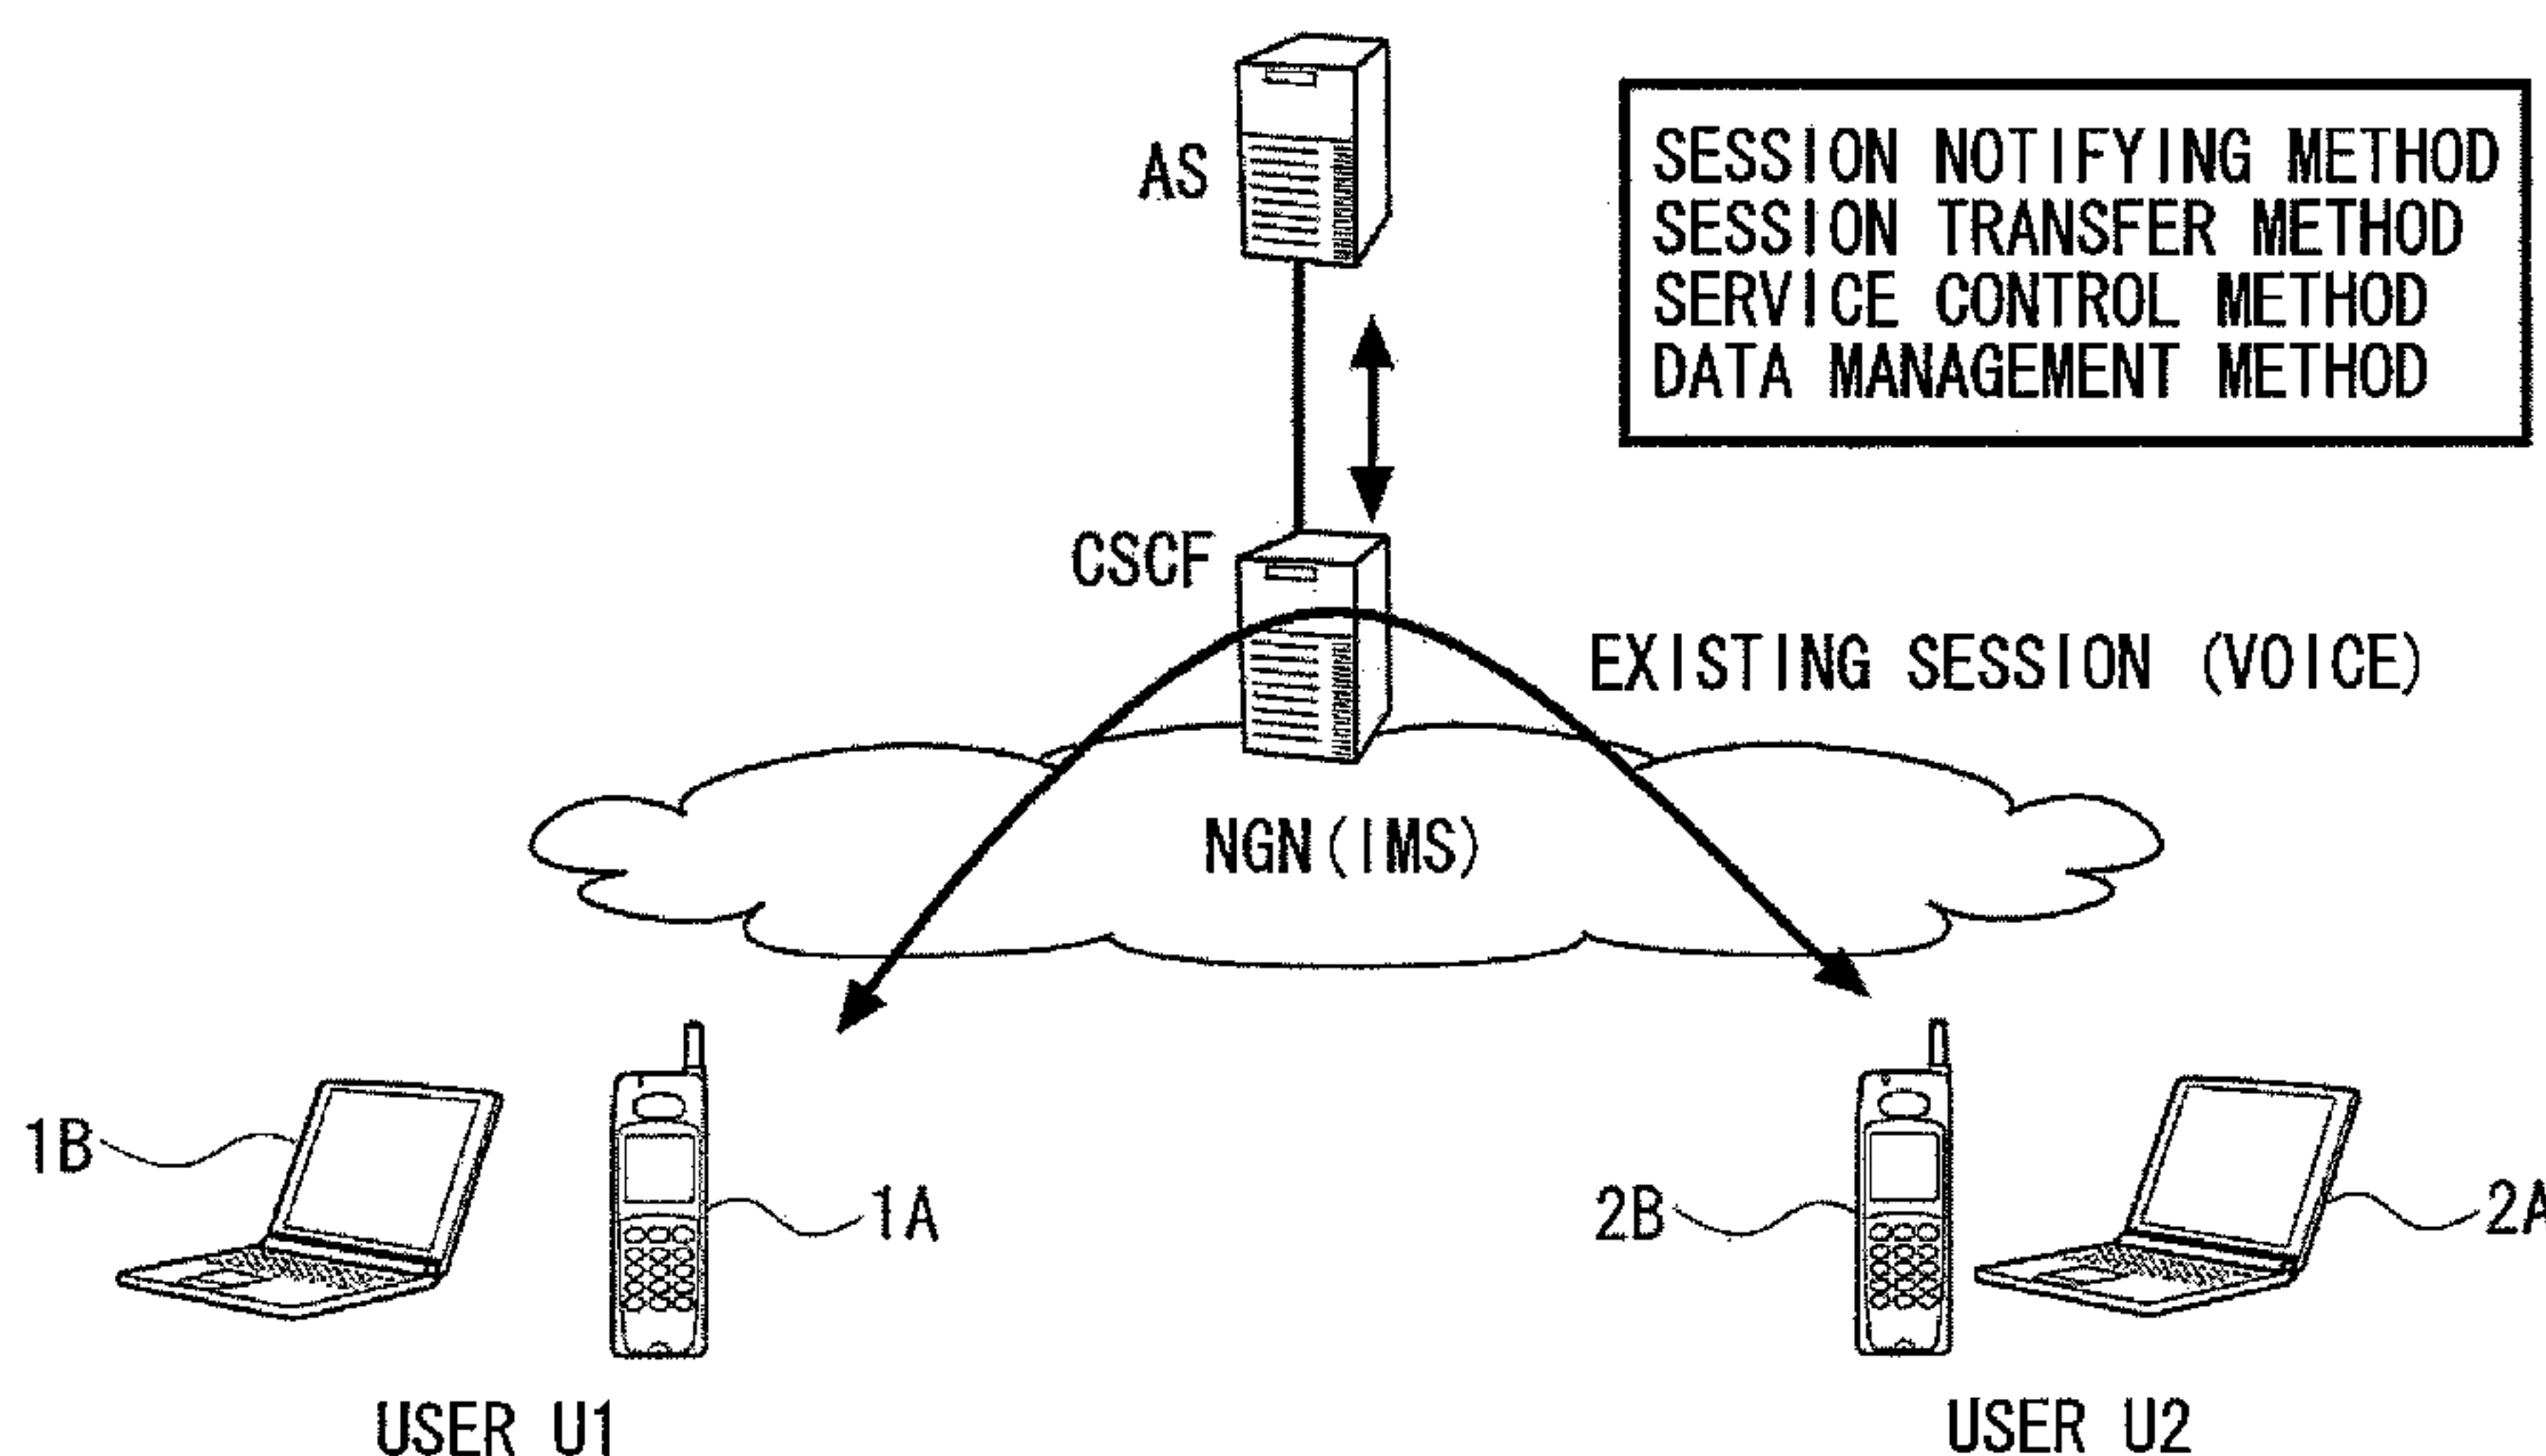 AS
SESSION NOTIFYING METHOD
SESSION TRANSFER METHOD
SERVICE CONTROL METHOD
DATA MANAGEMENT METHOD
CSCF
EXISTING SESSION (VOICE)
NGN(IMS)
1B
1A
2B
2A
USER U1
USER U2